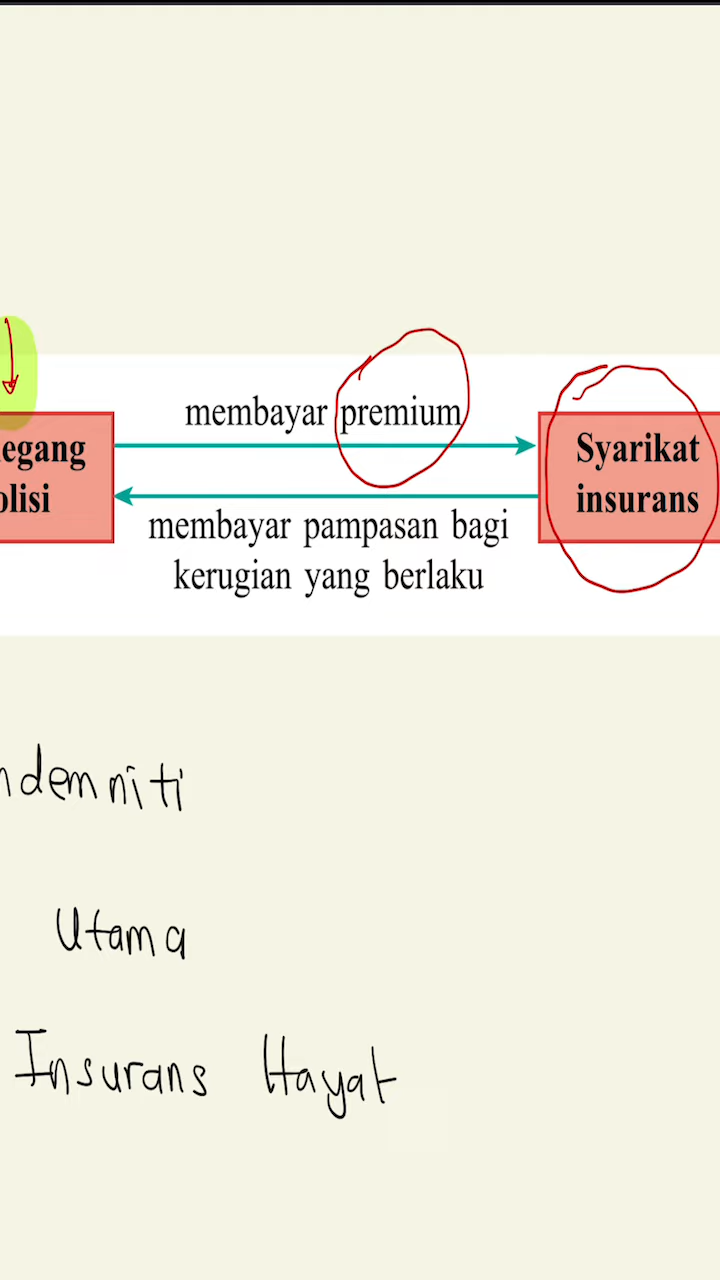 membayar premium
egang
olisi
Syarikat
insurans
membayar pampasan bagi
kerugian yang berlaku
ndemniti
Utama
Insurans Hayat